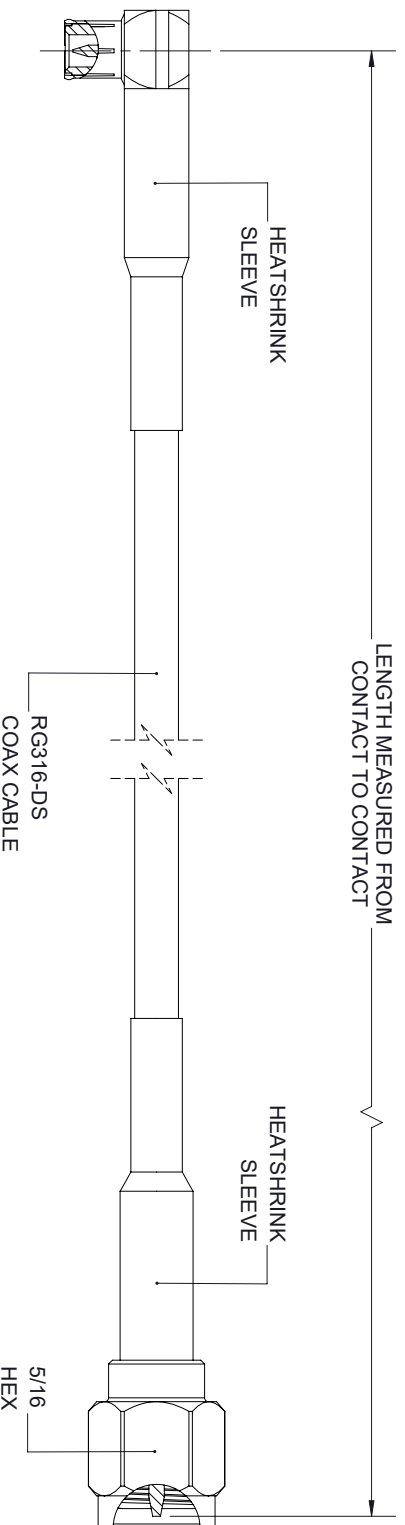 LENGTH MEASURED FROM
CONTACT TO CONTACT
HEATSHRINK
SLEEVE
HEATSHRINK
SLEEVE
RG316-DS
COAX CABLE
5/16
HEX